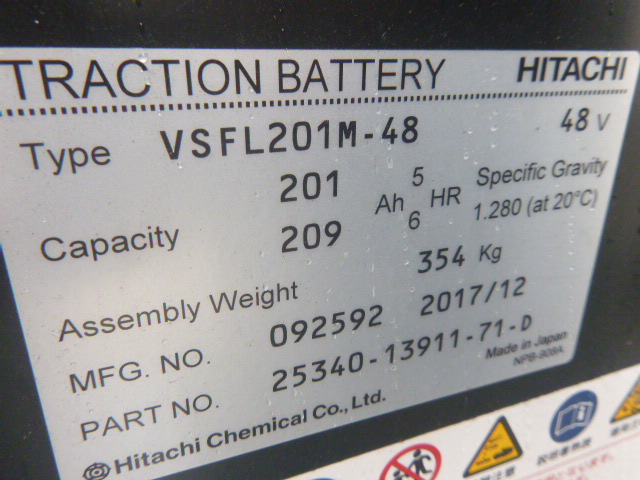 TRACTION BATTERY HITACHI
Type VSFL201M-48 48 V
201 5
Capacity Ah HR Specific Gravity
209 6 1.280 (at 20°C)
Assembly Weight 354 Kg
MFG. NO. 092592 2017/12
PART NO. 25340-13911-71-D Made in Japan
NPB-909A
Hitachi Chemical Co., Ltd.